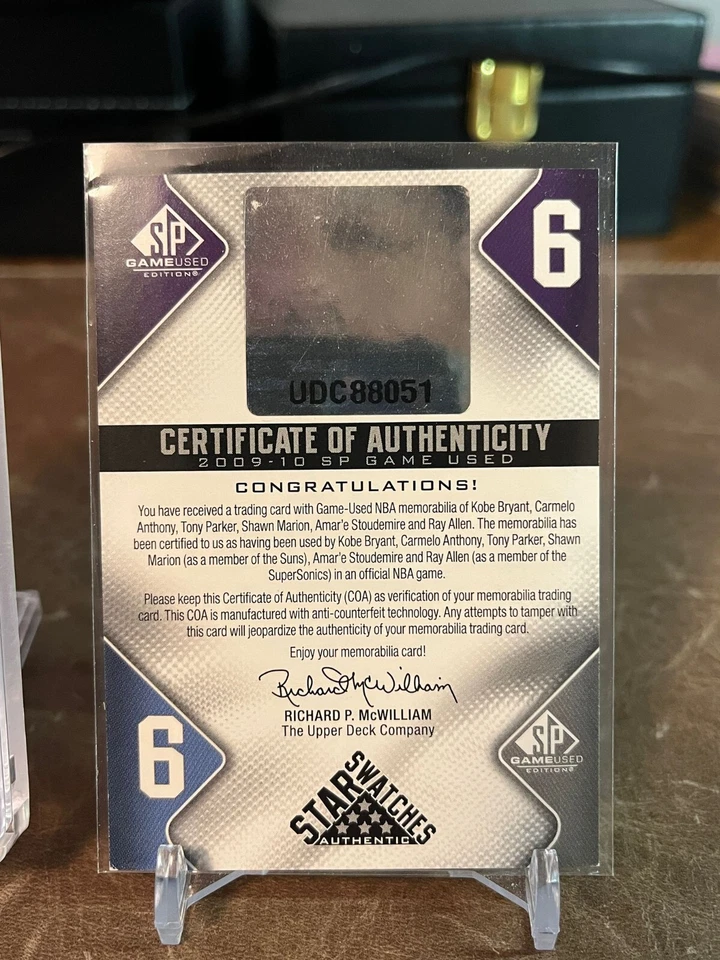 SP
GAMEUSED
EDITION®
6
UDC88051
CERTIFICATE OF AUTHENTICITY
2009-10 SP GAME USED
CONGRATULATIONS!
You have received a trading card with Game-Used NBA memorabilia of Kobe Bryant, Carmelo
Anthony, Tony Parker, Shawn Marion, Amar'e Stoudemire and Ray Allen. The memorabilia has
been certified to us as having been used by Kobe Bryant, Carmelo Anthony, Tony Parker, Shawn
Marion (as a member of the Suns), Amar'e Stoudemire and Ray Allen (as a member of the
SuperSonics) in an official NBA game.
Please keep this Certificate of Authenticity (COA) as verification of your memorabilia trading
card. This COA is manufactured with anti-counterfeit technology. Any attempts to tamper with
this card will jeopardize the authenticity of your memorabilia trading card.
Enjoy your memorabilia card!
Richard McWilliam
RICHARD P. McWILLIAM
The Upper Deck Company
6
SP
GAMEUSED
EDITION®
STAR SWATCHES
AUTHENTIC